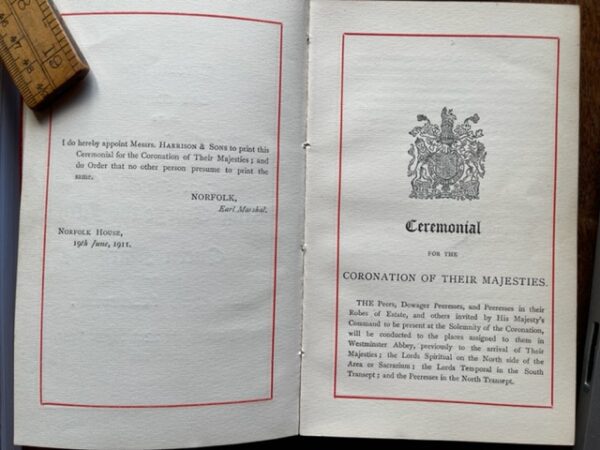 I do hereby appoint Messrs. HARRISON & SONS to print this
Ceremonial for the Coronation of Their Majesties; and
do Order that no other person presume to print the
same.
NORFOLK,
Earl Marshal.
NORFOLK HOUSE,
19th June, 1911.
Ceremonial
FOR THE
CORONATION OF THEIR MAJESTIES.
THE Peers, Dowager Peeresses, and Peeresses in their
Robes of Estate, and others invited by His Majesty's
Command to be present at the Solemnity of the Coronation,
will be conducted to the places assigned to them in
Westminster Abbey, previously to the arrival of Their
Majesties; the Lords Spiritual on the North side of the
Area or Sacrarium; the Lords Temporal in the South
Transept; and the Peeresses in the North Transept.